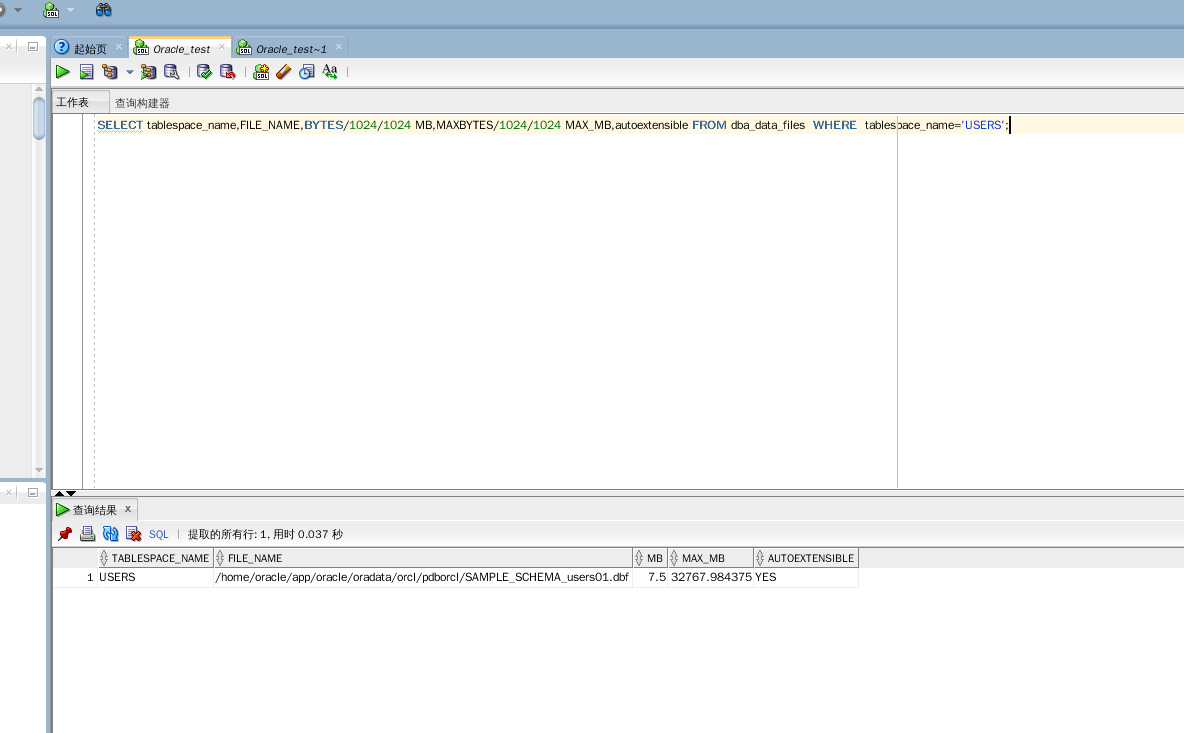 起始页 Oracle_test Oracle_test~1
工作表 查询构建器
SELECT tablespace_name,FILE_NAME,BYTES/1024/1024 MB,MAXBYTES/1024/1024 MAX_MB,autoextensible FROM dba_data_files  WHERE  tablespace_name='USERS';
查询结果 x
SQL | 提取的所有行: 1, 用时 0.037 秒
TABLESPACE_NAME FILE_NAME MB MAX_MB AUTOEXTENSIBLE
1 USERS /home/oracle/app/oracle/oradata/orcl/pdborcl/SAMPLE_SCHEMA_users01.dbf 7.5 32767.984375 YES